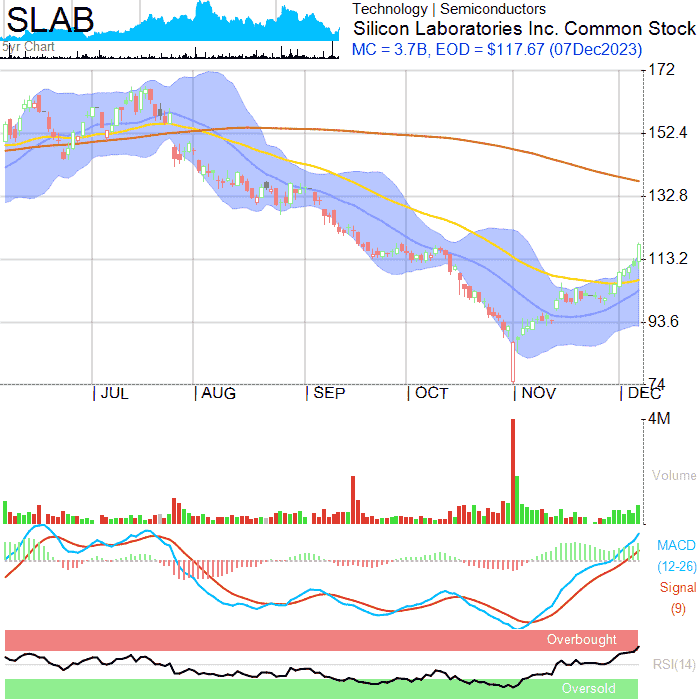 SLAB
5yr Chart
Technology | Semiconductors
Silicon Laboratories Inc. Common Stock
MC = 3.7B, EOD = $117.67 (07Dec2023)
172
152.4
132.8
113.2
93.6
74
JUL AUG SEP OCT NOV DEC
4M
Volume
MACD
(12-26)
Signal
(9)
Overbought
RSI(14)
Oversold